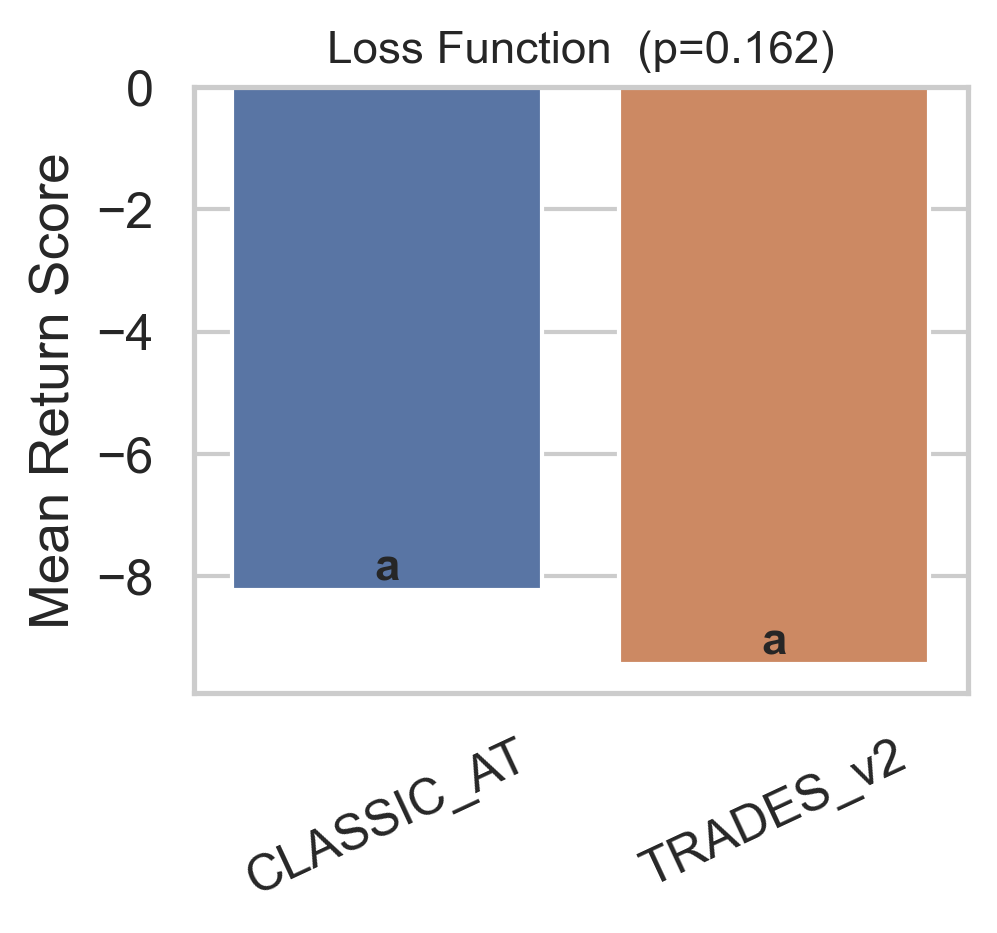 Loss Function (p=0.162)
Mean Return Score
0
−2
−4
−6
−8
a
a
CLASSIC_AT
TRADES_v2